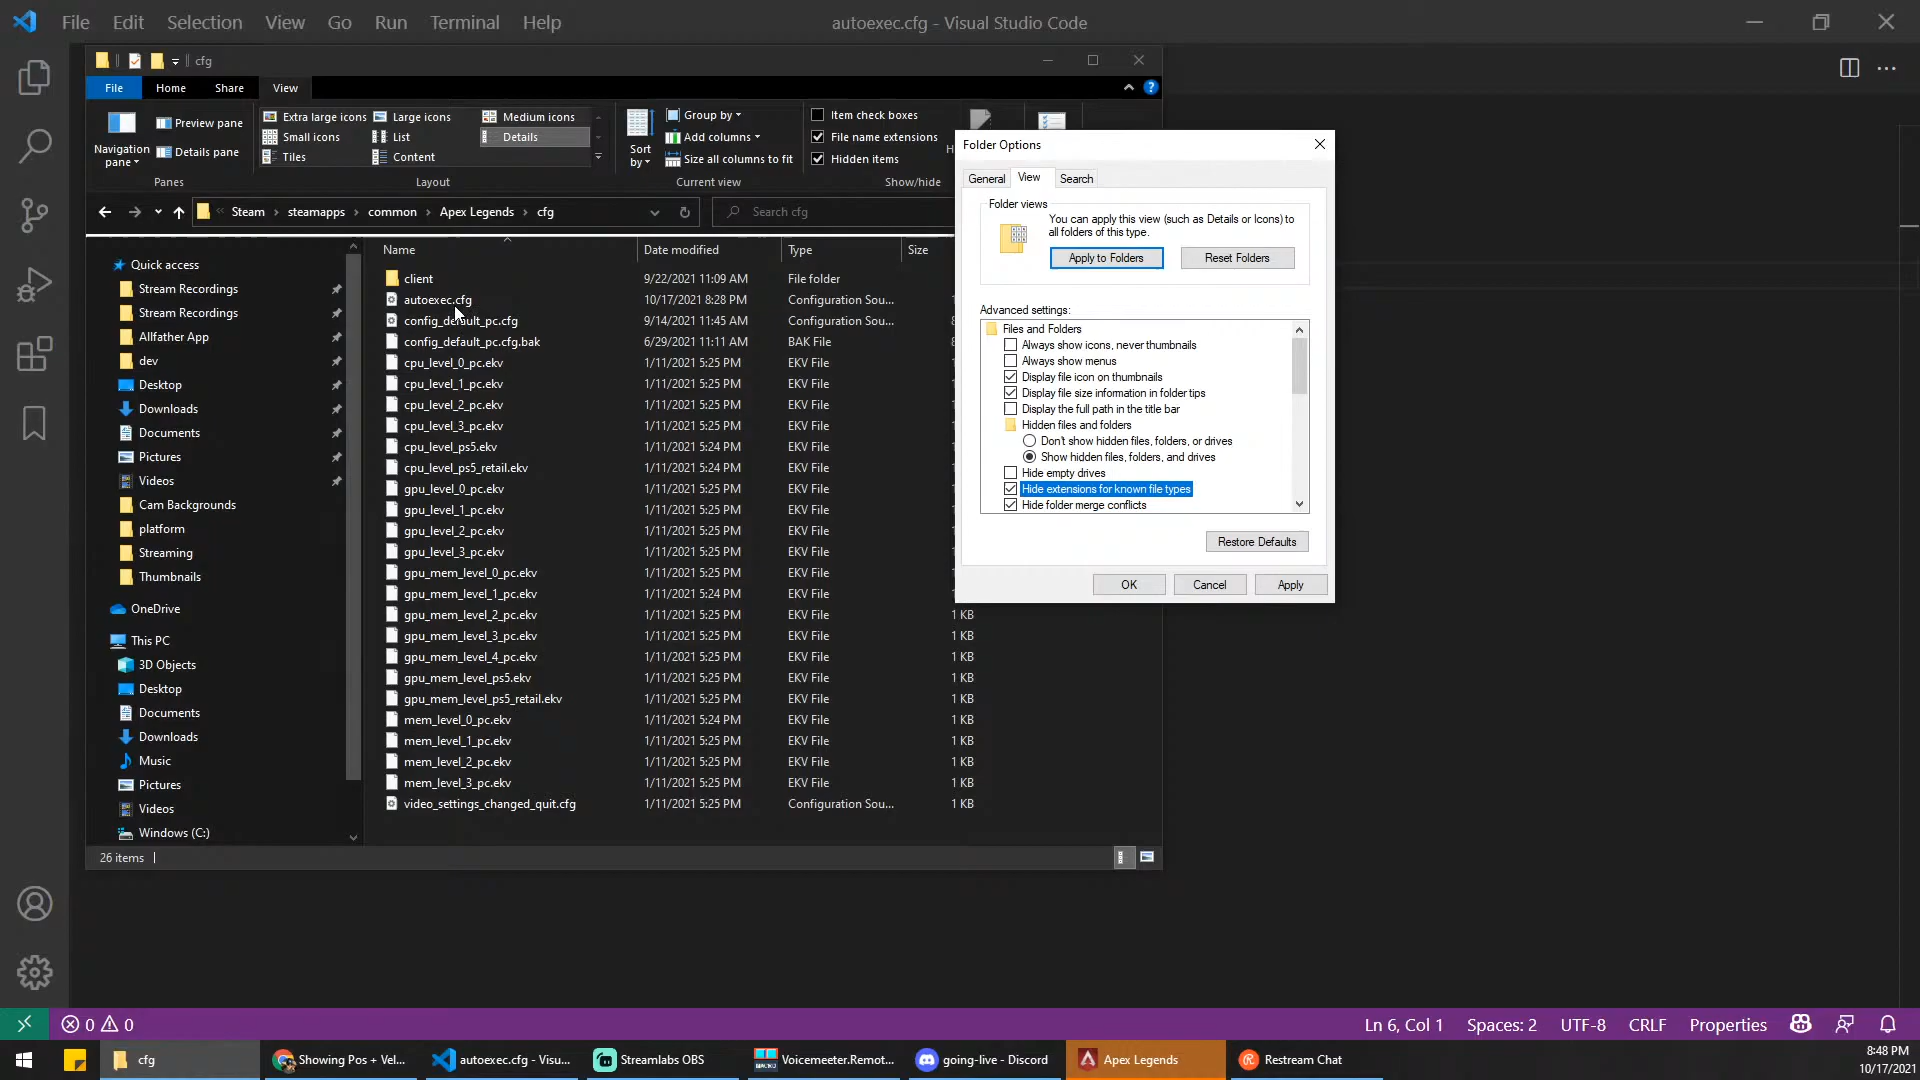 File Edit Selection View Go Run Terminal Help
autoexec.cfg - Visual Studio Code
cfg
File Home Share View
Navigation pane
Preview pane
Details pane
Panes
Extra large icons Large icons Medium icons
Small icons List Details
Tiles Content
Layout
Sort by
Group by
Add columns
Size all columns to fit
Current view
Item check boxes
File name extensions
Hidden items
Show/hide
Steam steamapps common Apex Legends cfg
Search cfg
Quick access
Stream Recordings
Stream Recordings
Allfather App
dev
Desktop
Downloads
Documents
Pictures
Videos
Cam Backgrounds
platform
Streaming
Thumbnails
OneDrive
This PC
3D Objects
Desktop
Documents
Downloads
Music
Pictures
Videos
Windows (C:)
Name Date modified Type Size
client 9/22/2021 11:09 AM File folder
autoexec.cfg 10/17/2021 8:28 PM Configuration Sou...
config_default_pc.cfg 9/14/2021 11:45 AM Configuration Sou...
config_default_pc.cfg.bak 6/29/2021 11:11 AM BAK File
cpu_level_0_pc.ekv 1/11/2021 5:25 PM EKV File
cpu_level_1_pc.ekv 1/11/2021 5:25 PM EKV File
cpu_level_2_pc.ekv 1/11/2021 5:25 PM EKV File
cpu_level_3_pc.ekv 1/11/2021 5:25 PM EKV File
cpu_level_ps5.ekv 1/11/2021 5:24 PM EKV File
cpu_level_ps5_retail.ekv 1/11/2021 5:24 PM EKV File
gpu_level_0_pc.ekv 1/11/2021 5:25 PM EKV File
gpu_level_1_pc.ekv 1/11/2021 5:25 PM EKV File
gpu_level_2_pc.ekv 1/11/2021 5:25 PM EKV File
gpu_level_3_pc.ekv 1/11/2021 5:25 PM EKV File
gpu_mem_level_0_pc.ekv 1/11/2021 5:25 PM EKV File
gpu_mem_level_1_pc.ekv 1/11/2021 5:24 PM EKV File
gpu_mem_level_2_pc.ekv 1/11/2021 5:25 PM EKV File 1 KB
gpu_mem_level_3_pc.ekv 1/11/2021 5:25 PM EKV File 1 KB
gpu_mem_level_4_pc.ekv 1/11/2021 5:25 PM EKV File 1 KB
gpu_mem_level_ps5.ekv 1/11/2021 5:25 PM EKV File 1 KB
gpu_mem_level_ps5_retail.ekv 1/11/2021 5:25 PM EKV File 1 KB
mem_level_0_pc.ekv 1/11/2021 5:24 PM EKV File 1 KB
mem_level_1_pc.ekv 1/11/2021 5:25 PM EKV File 1 KB
mem_level_2_pc.ekv 1/11/2021 5:25 PM EKV File 1 KB
mem_level_3_pc.ekv 1/11/2021 5:25 PM EKV File 1 KB
video_settings_changed_quit.cfg 1/11/2021 5:25 PM Configuration Sou... 1 KB
26 items
Folder Options
General View Search
Folder views
You can apply this view (such as Details or Icons) to
all folders of this type.
Apply to Folders Reset Folders
Advanced settings:
Files and Folders
Always show icons, never thumbnails
Always show menus
Display file icon on thumbnails
Display file size information in folder tips
Display the full path in the title bar
Hidden files and folders
Don't show hidden files, folders, or drives
Show hidden files, folders, and drives
Hide empty drives
Hide extensions for known file types
Hide folder merge conflicts
Restore Defaults
OK Cancel Apply
0 0
Ln 6, Col 1 Spaces: 2 UTF-8 CRLF Properties
cfg Showing Pos + Vel... autoexec.cfg - Visu... Streamlabs OBS Voicemeeter.Remot... going-live - Discord Apex Legends Restream Chat
8:48 PM
10/17/2021